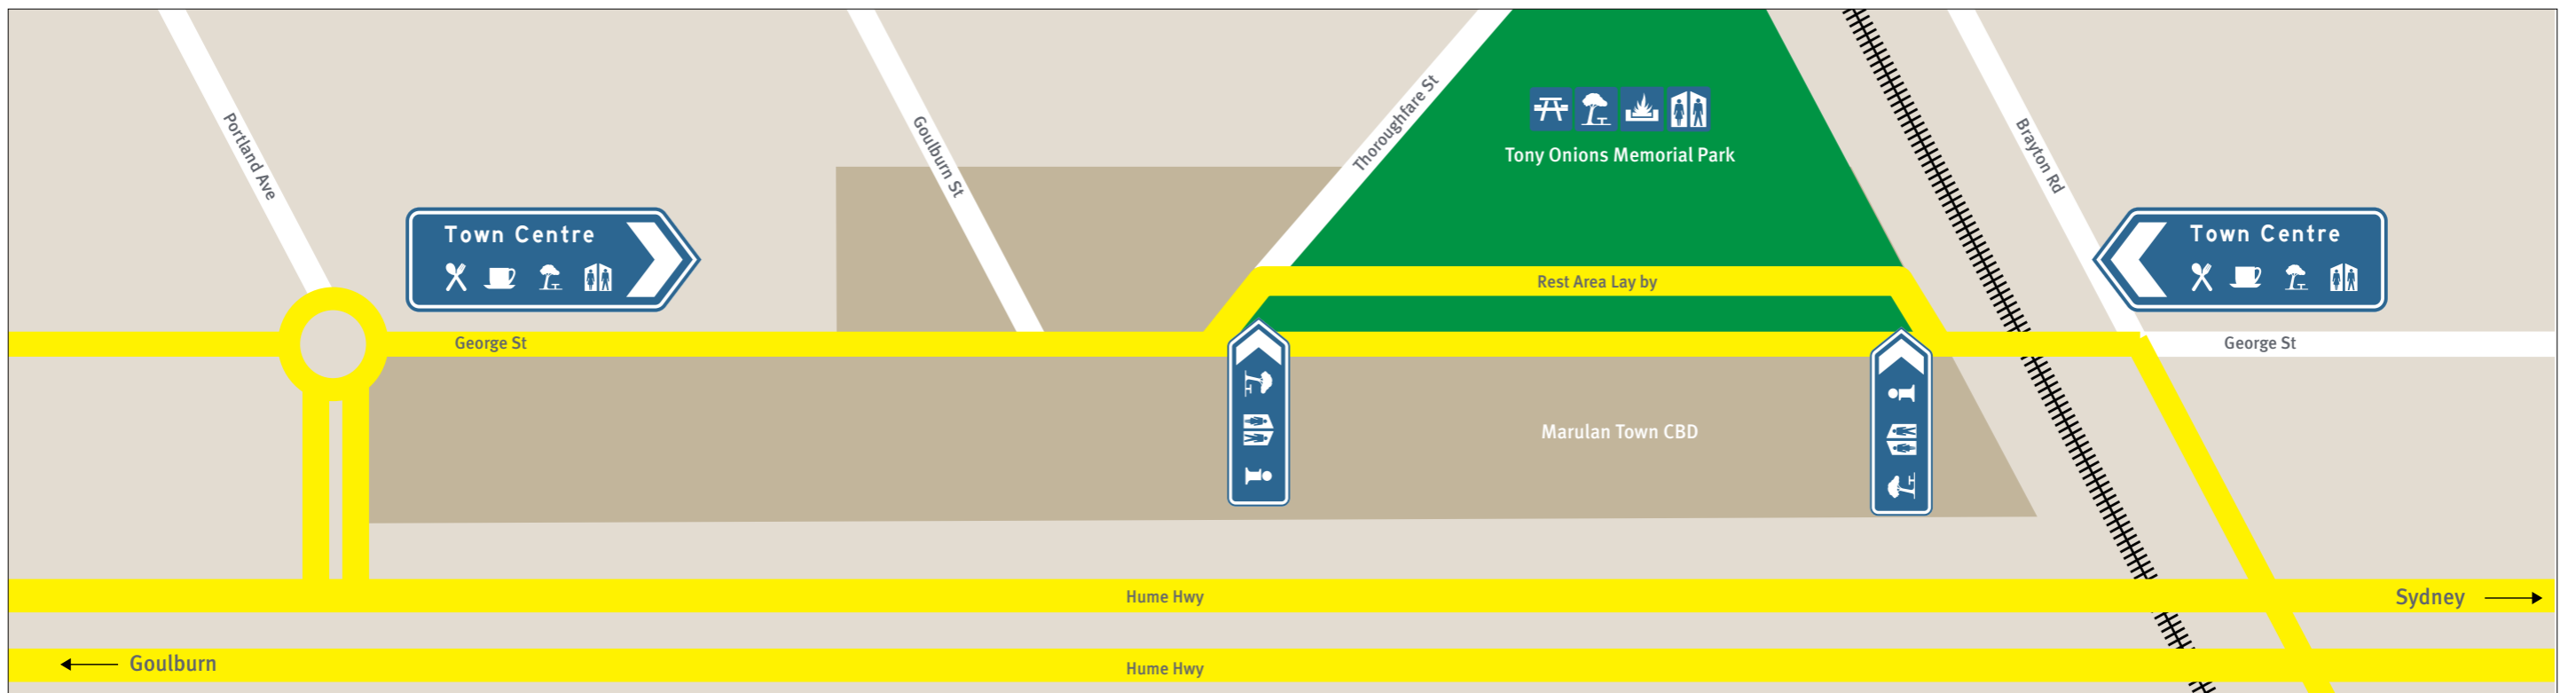 Portland Ave
Goulburn St
Thoroughfare St
Tony Onions Memorial Park
Brayton Rd
Town Centre
Town Centre
Rest Area Lay by
George St
George St
Marulan Town CBD
Hume Hwy
Sydney
Goulburn
Hume Hwy